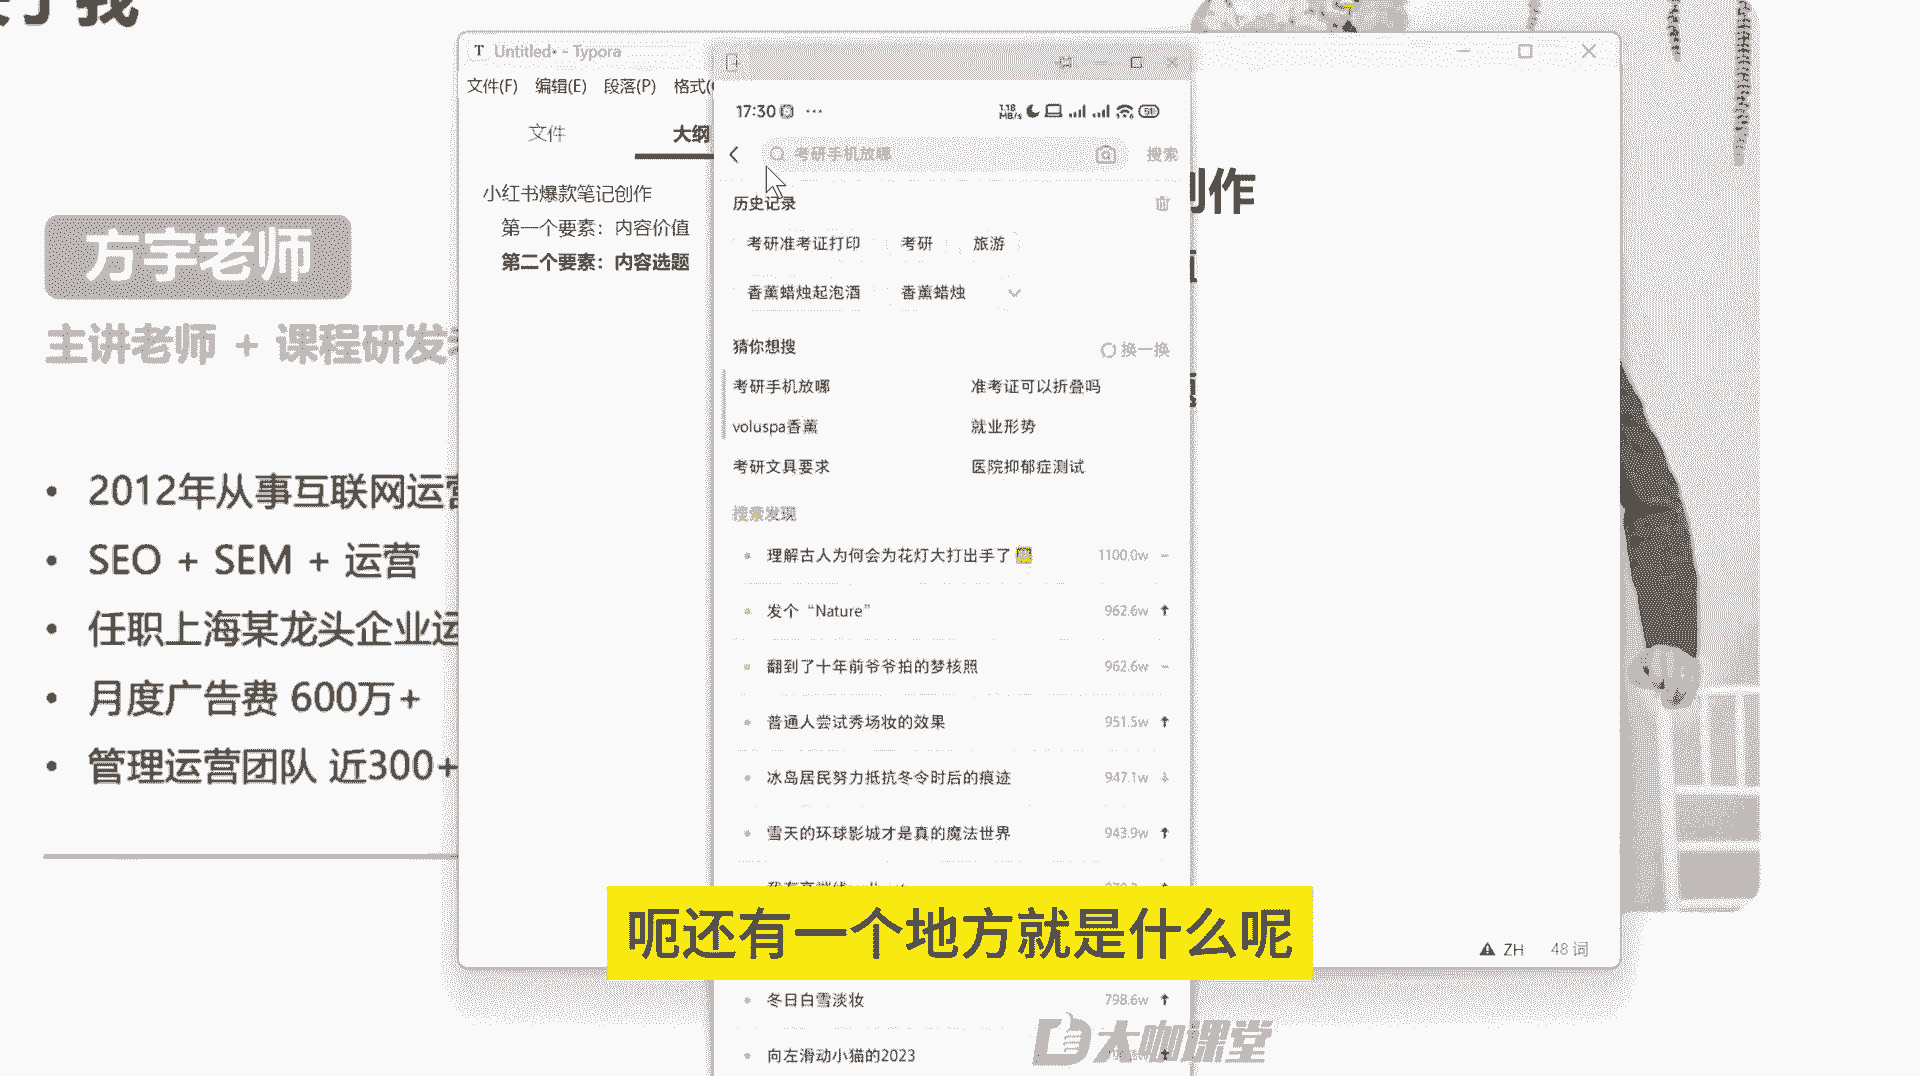 Untitled• - Typora
文件(F) 编辑(E) 段落(P) 格式(
文件
大纲
小红书爆款笔记创作
第一个要素：内容价值
第二个要素：内容选题
方宇老师
主讲老师 + 课程研发
• 2012年从事互联网运营
• SEO + SEM + 运营
• 任职上海某龙头企业运
• 月度广告费 600万+
• 管理运营团队 近300+
17:30 ···
1.18 MB/s
考研手机放哪
搜索
历史记录
考研准考证打印 考研 旅游
香薰蜡烛起泡酒 香薰蜡烛
猜你想搜
换一换
考研手机放哪 准考证可以折叠吗
voluspa香薰 就业形势
考研文具要求 医院抑郁症测试
搜索发现
理解古人为何会为花灯大打出手了 1100.0w
发个“Nature” 962.6w
翻到了十年前爷爷拍的梦核照 962.6w
普通人尝试秀场妆的效果 951.5w
冰岛居民努力抵抗冬令时后的痕迹 947.1w
雪天的环球影城才是真的魔法世界 943.9w
呃还有一个地方就是什么呢
冬日白雪淡妆 798.6w
向左滑动小猫的2023
创作
ZH 48 词
大咖课堂